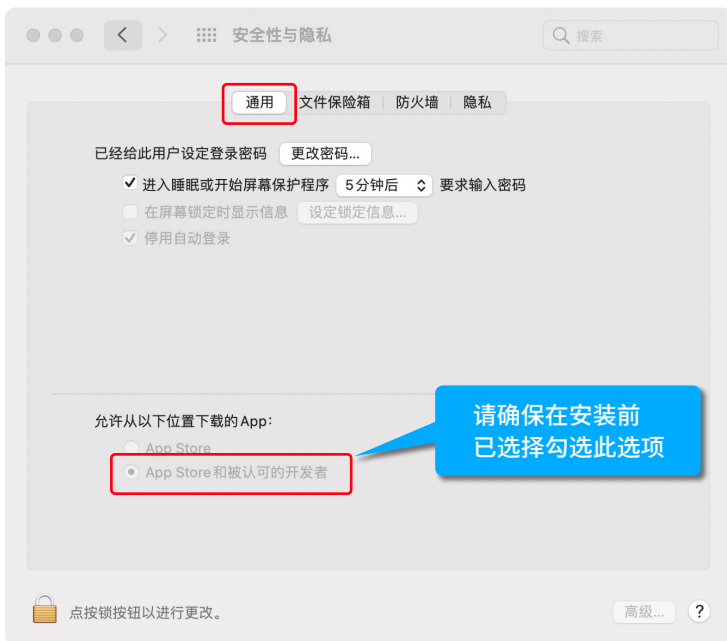 安全性与隐私
搜索
通用 文件保险箱 防火墙 隐私
已经给此用户设定登录密码 更改密码...
进入睡眠或开始屏幕保护程序 5分钟后 要求输入密码
在屏幕锁定时显示信息 设定锁定信息...
停用自动登录
允许从以下位置下载的App:
App Store
App Store和被认可的开发者
请确保在安装前
已选择勾选此选项
点按锁按钮以进行更改。
高级... ?